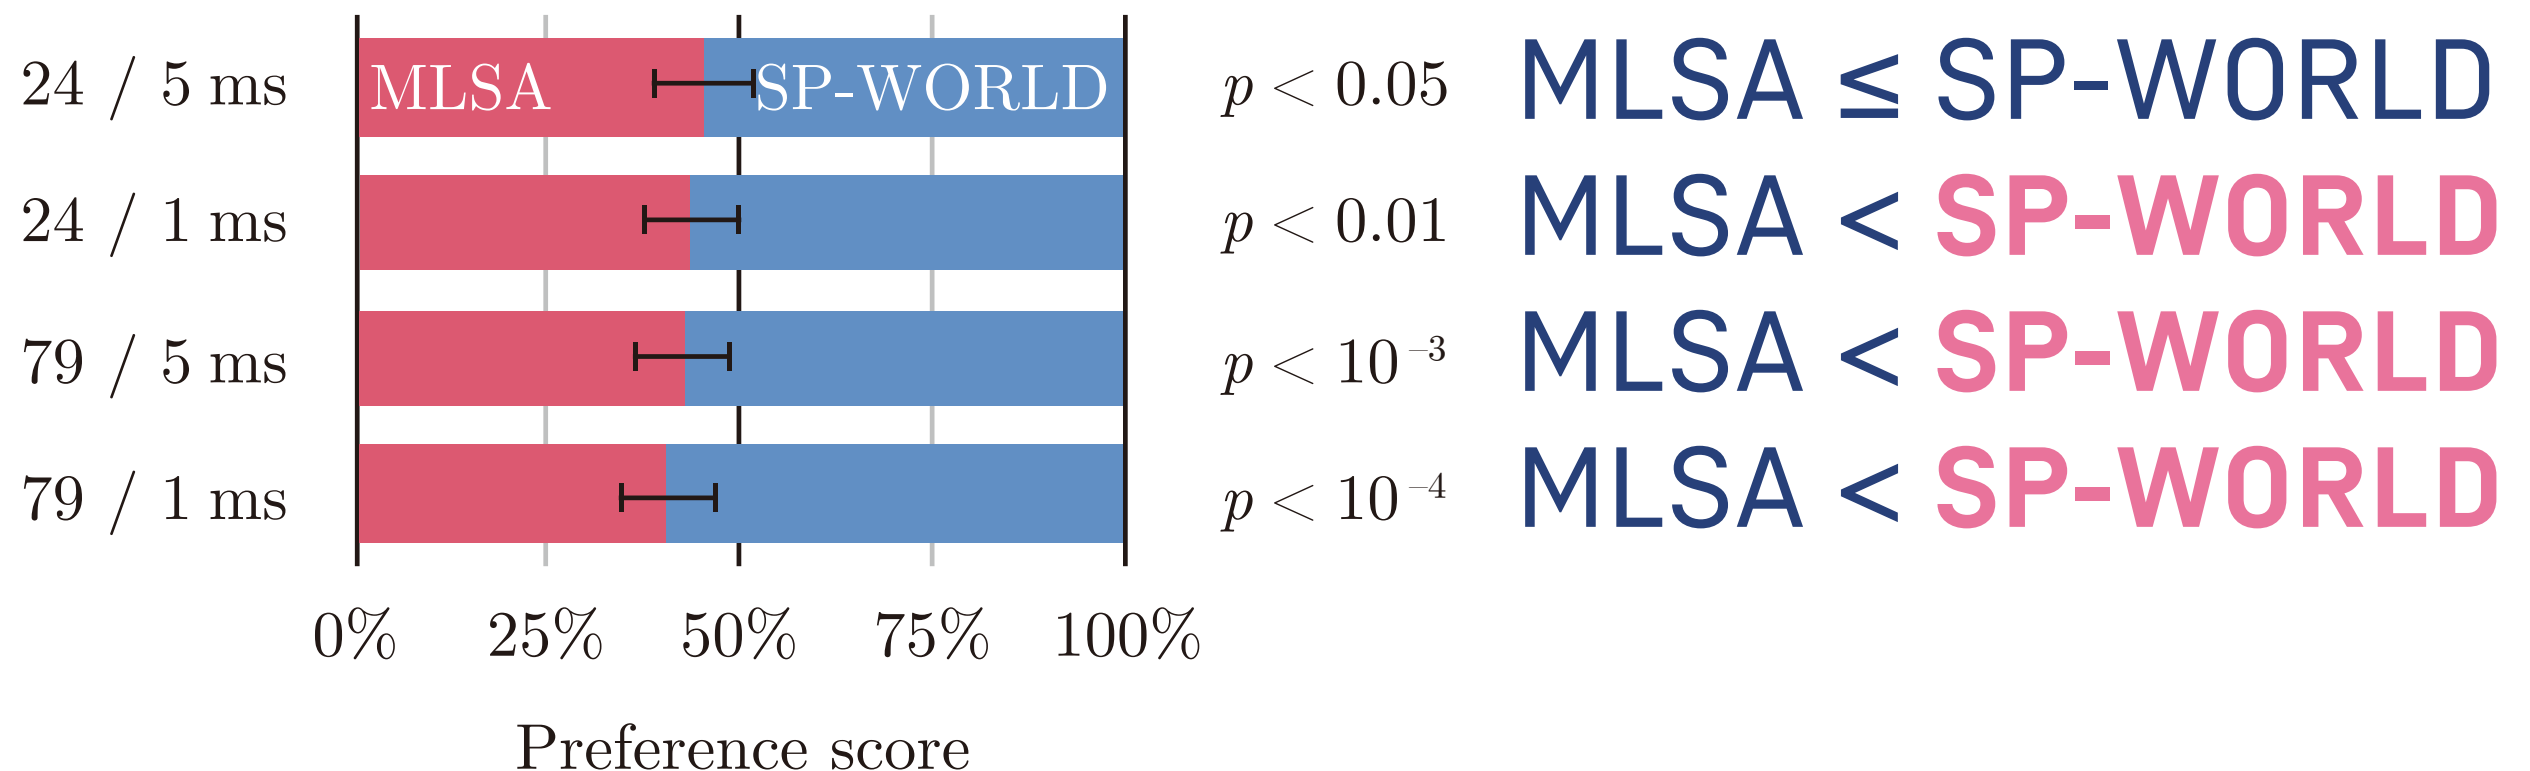 24 / 5 ms MLSA SP-WORLD p < 0.05 MLSA ≤ SP-WORLD
24 / 1 ms p < 0.01 MLSA < SP-WORLD
79 / 5 ms p < 10⁻³ MLSA < SP-WORLD
79 / 1 ms p < 10⁻⁴ MLSA < SP-WORLD
0% 25% 50% 75% 100%
Preference score